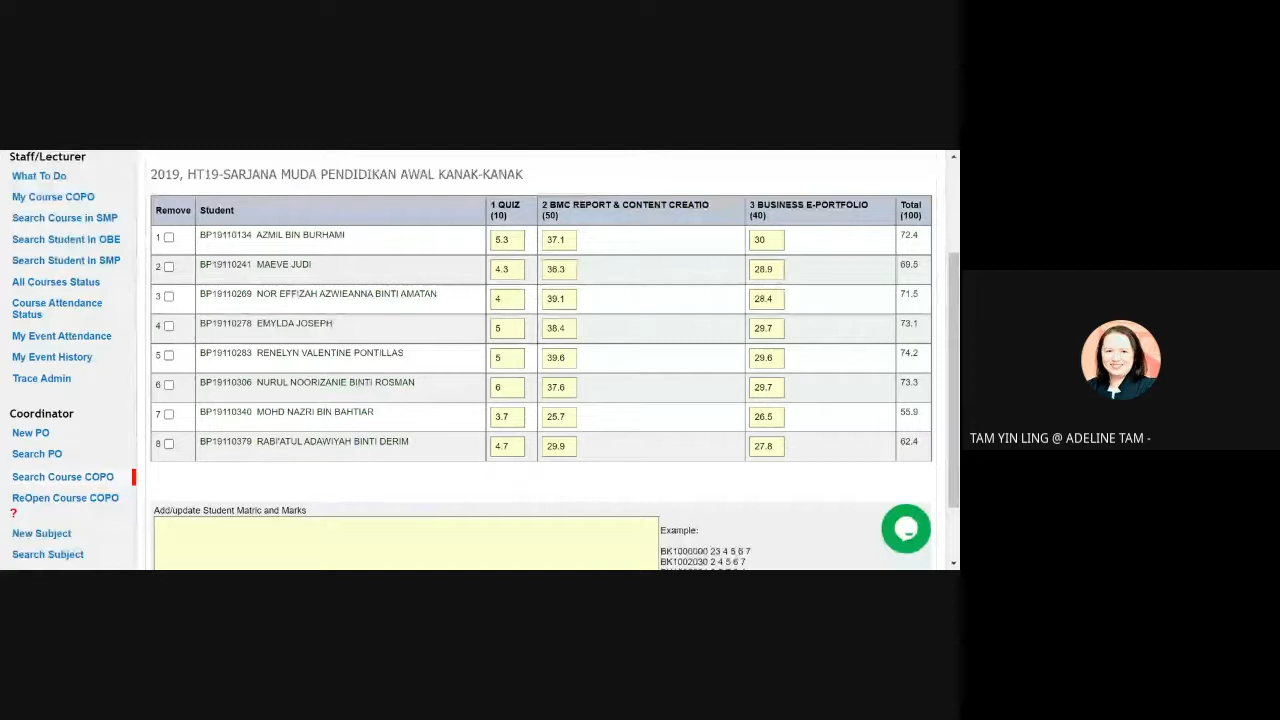 Staff/Lecturer
What To Do
My Course COPO
Search Course in SMP
Search Student in OBE
Search Student in SMP
All Courses Status
Course Attendance
Status
My Event Attendance
My Event History
Trace Admin
Coordinator
New PO
Search PO
Search Course COPO
ReOpen Course COPO
?
New Subject
Search Subject
2019, HT19-SARJANA MUDA PENDIDIKAN AWAL KANAK-KANAK
Remove Student 1 QUIZ (10) 2 BMC REPORT & CONTENT CREATIO (50) 3 BUSINESS E-PORTFOLIO (40) Total (100)
1 BP19110134 AZMIL BIN BURHAMI 5.3 37.1 30 72.4
2 BP19110241 MAEVE JUDI 4.3 36.3 28.9 69.5
3 BP19110269 NOR EFFIZAH AZWIEANNA BINTI AMATAN 4 39.1 28.4 71.5
4 BP19110278 EMYLDA JOSEPH 5 38.4 29.7 73.1
5 BP19110283 RENELYN VALENTINE PONTILLAS 5 39.6 29.6 74.2
6 BP19110306 NURUL NOORIZANIE BINTI ROSMAN 6 37.6 29.7 73.3
7 BP19110340 MOHD NAZRI BIN BAHTIAR 3.7 25.7 26.5 55.9
8 BP19110379 RABI'ATUL ADAWIYAH BINTI DERIM 4.7 29.9 27.8 62.4
Add/update Student Matric and Marks
Example:
BK1000000 23 4 5 6 7
BK1002030 2 4 5 6 7
TAM YIN LING @ ADELINE TAM -